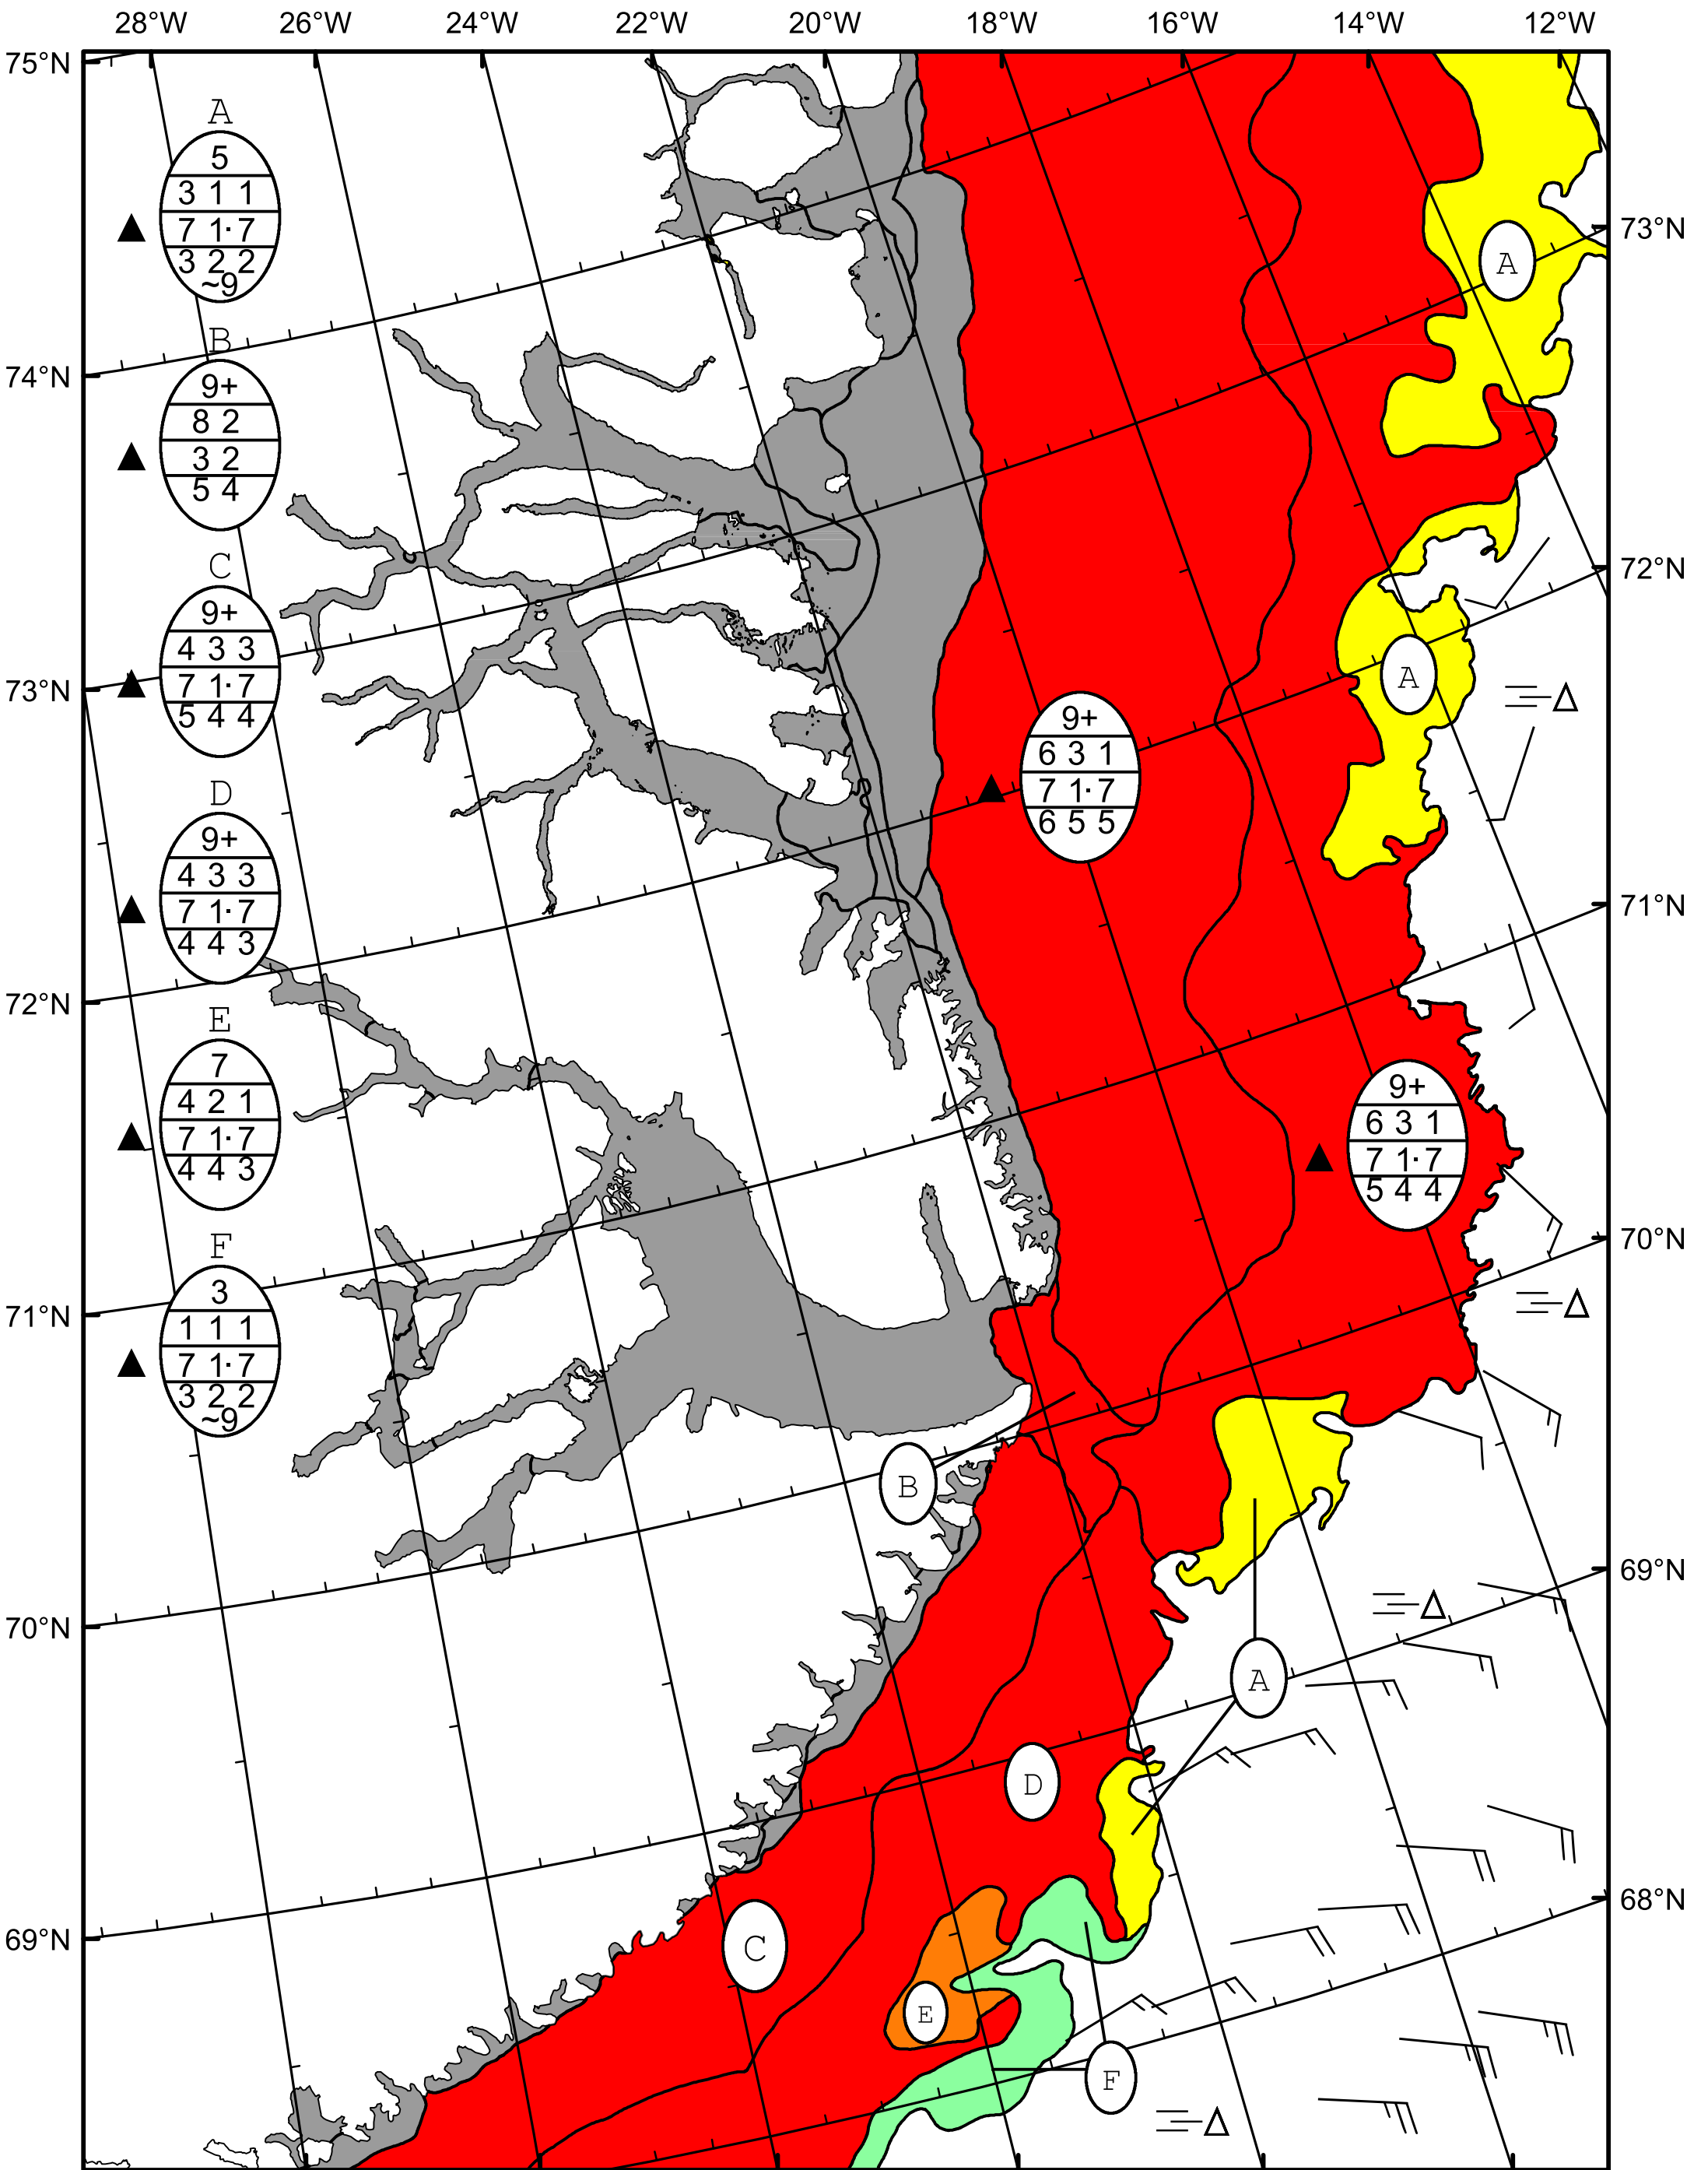 28°W 26°W 24°W 22°W 20°W 18°W 16°W 14°W 12°W
75°N
74°N
73°N
72°N
71°N
70°N
69°N
73°N
72°N
71°N
70°N
69°N
68°N
A
5
3 1 1
7 1· 7
3 2 2
~9
B
9+
8 2
3 2
5 4
C
9+
4 3 3
7 1· 7
5 4 4
D
9+
4 3 3
7 1· 7
4 4 3
E
7
4 2 1
7 1· 7
4 4 3
F
3
1 1 1
7 1· 7
3 2 2
~9
9+
6 3 1
7 1· 7
6 5 5
9+
6 3 1
7 1· 7
5 4 4
A
A
B
A
D
C
E
F